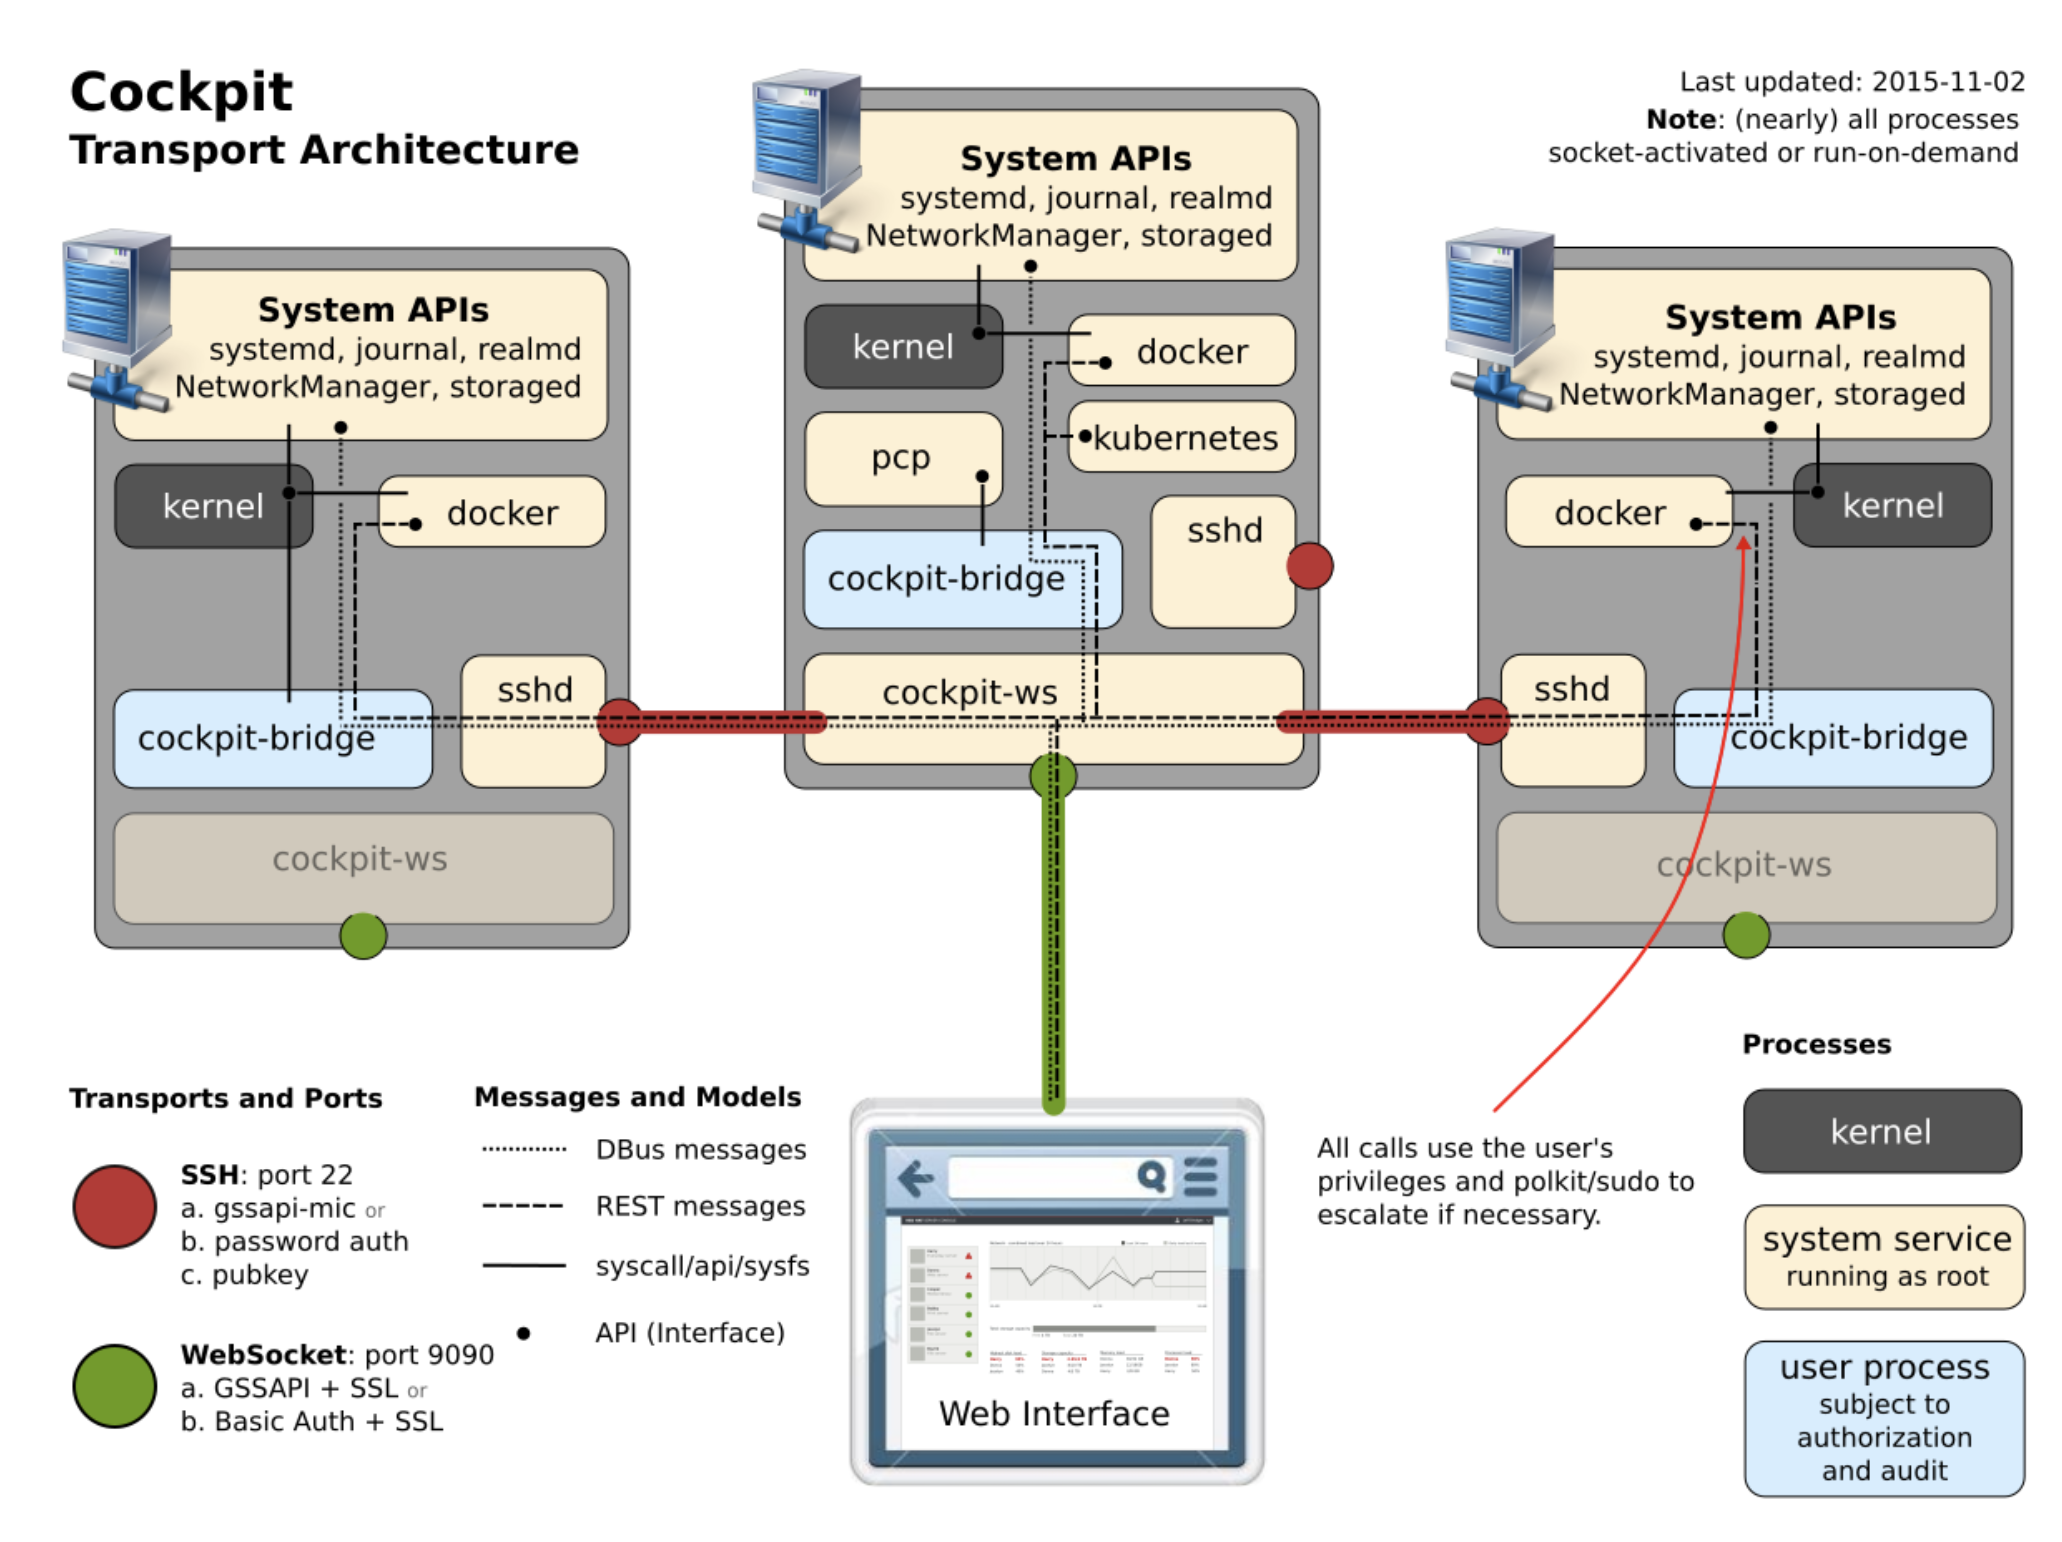 Cockpit
Transport Architecture
Last updated: 2015-11-02
Note: (nearly) all processes
socket-activated or run-on-demand
System APIs
systemd, journal, realmd
NetworkManager, storaged
kernel
docker
cockpit-bridge
sshd
cockpit-ws
System APIs
systemd, journal, realmd
NetworkManager, storaged
kernel
docker
pcp
kubernetes
sshd
cockpit-bridge
cockpit-ws
System APIs
systemd, journal, realmd
NetworkManager, storaged
docker
kernel
sshd
cockpit-bridge
cockpit-ws
Transports and Ports
SSH: port 22
a. gssapi-mic or
b. password auth
c. pubkey
WebSocket: port 9090
a. GSSAPI + SSL or
b. Basic Auth + SSL
Messages and Models
DBus messages
REST messages
syscall/api/sysfs
API (Interface)
Web Interface
All calls use the user's
privileges and polkit/sudo to
escalate if necessary.
Processes
kernel
system service
running as root
user process
subject to
authorization
and audit